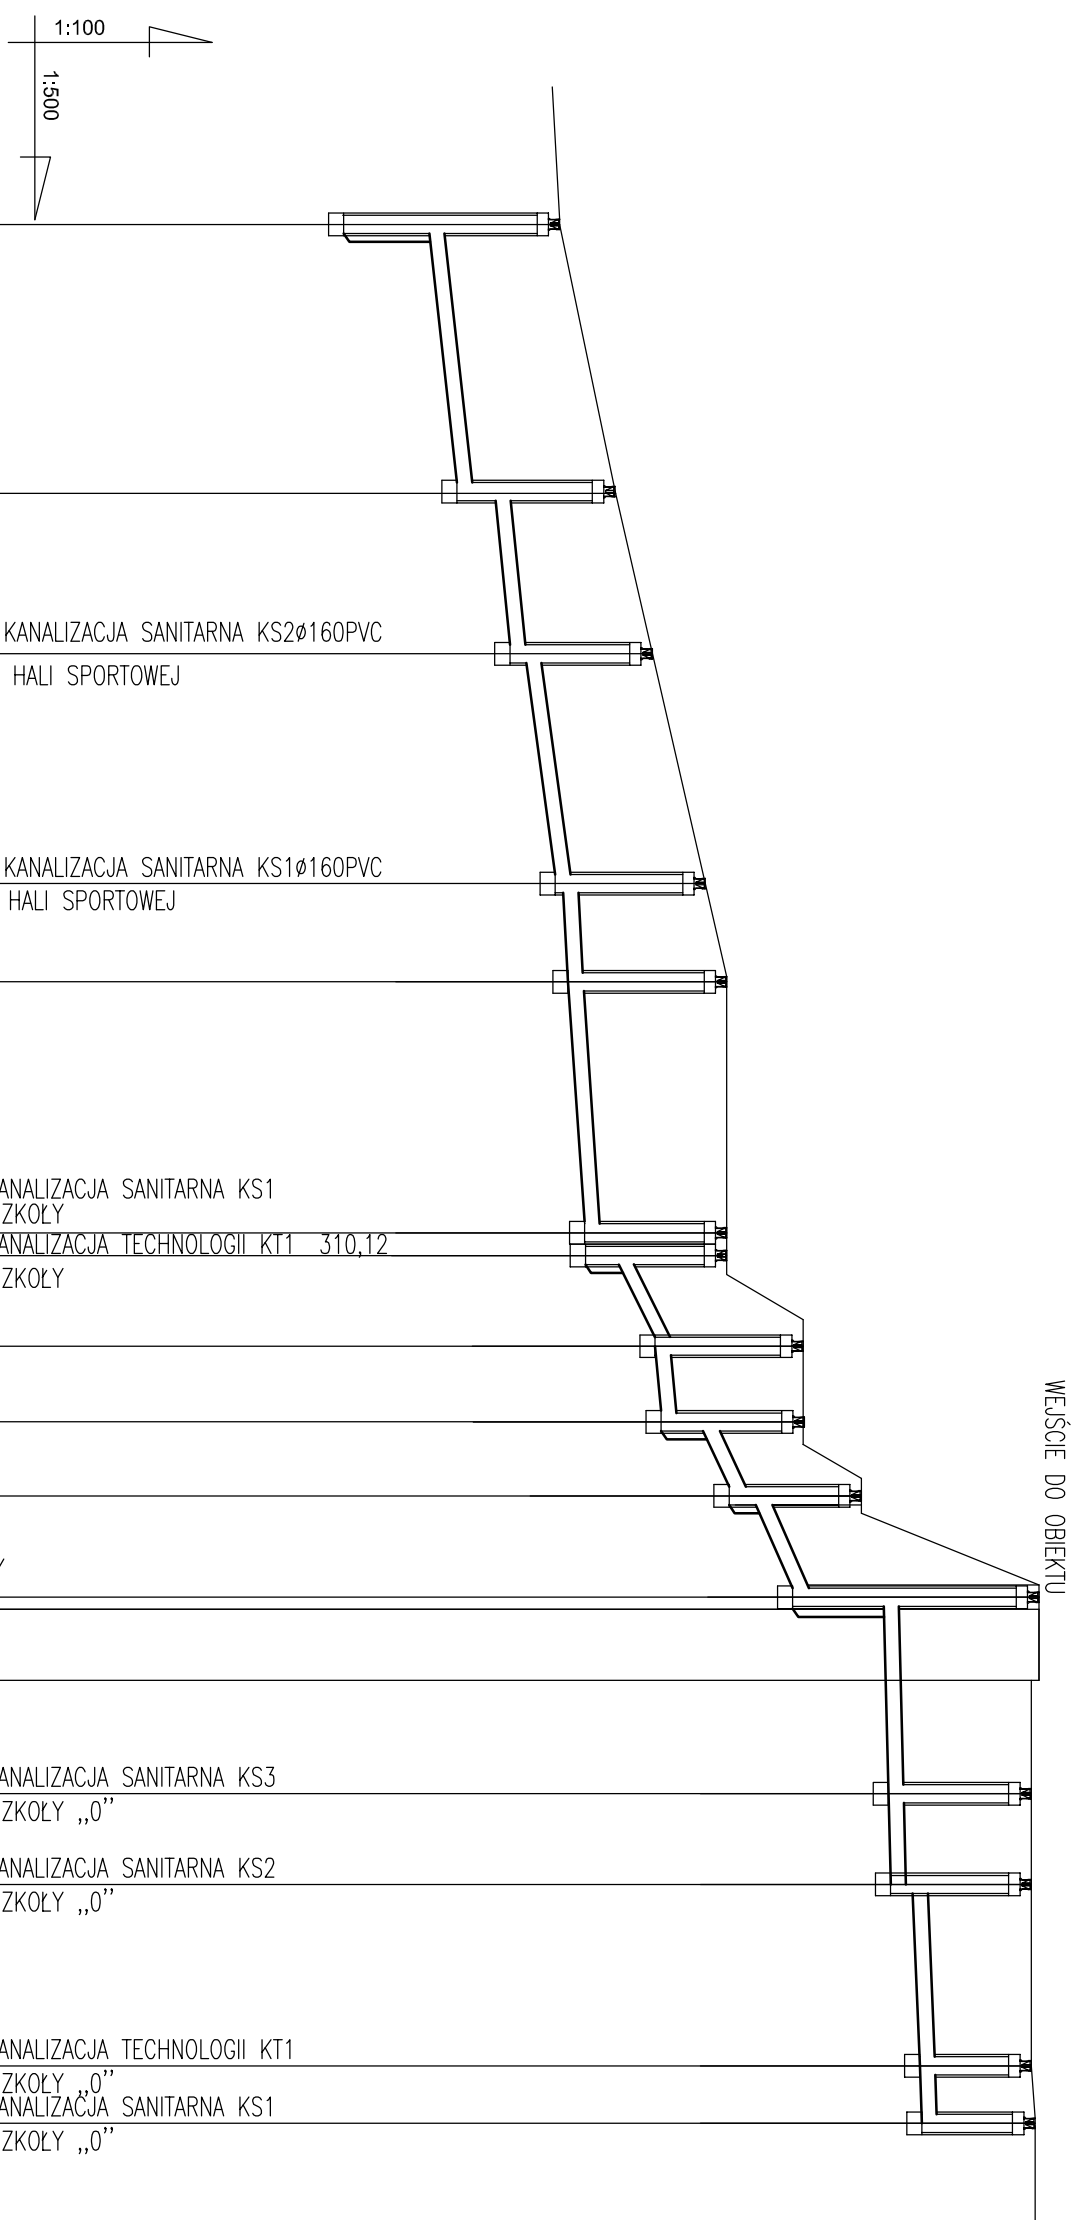 1:100
1:500
KANALIZACJA SANITARNA KS2ø160PVC
HALI SPORTOWEJ
KANALIZACJA SANITARNA KS1ø160PVC
HALI SPORTOWEJ
ANALIZACJA SANITARNA KS1
ZKOŁY
ANALIZACJA TECHNOLOGII KT1 310,12
ZKOŁY
WEJŚCIE DO OBIEKTU
ANALIZACJA SANITARNA KS3
ZKOŁY ,,0''
ANALIZACJA SANITARNA KS2
ZKOŁY ,,0''
ANALIZACJA TECHNOLOGII KT1
ZKOŁY ,,0''
ANALIZACJA SANITARNA KS1
ZKOŁY ,,0''